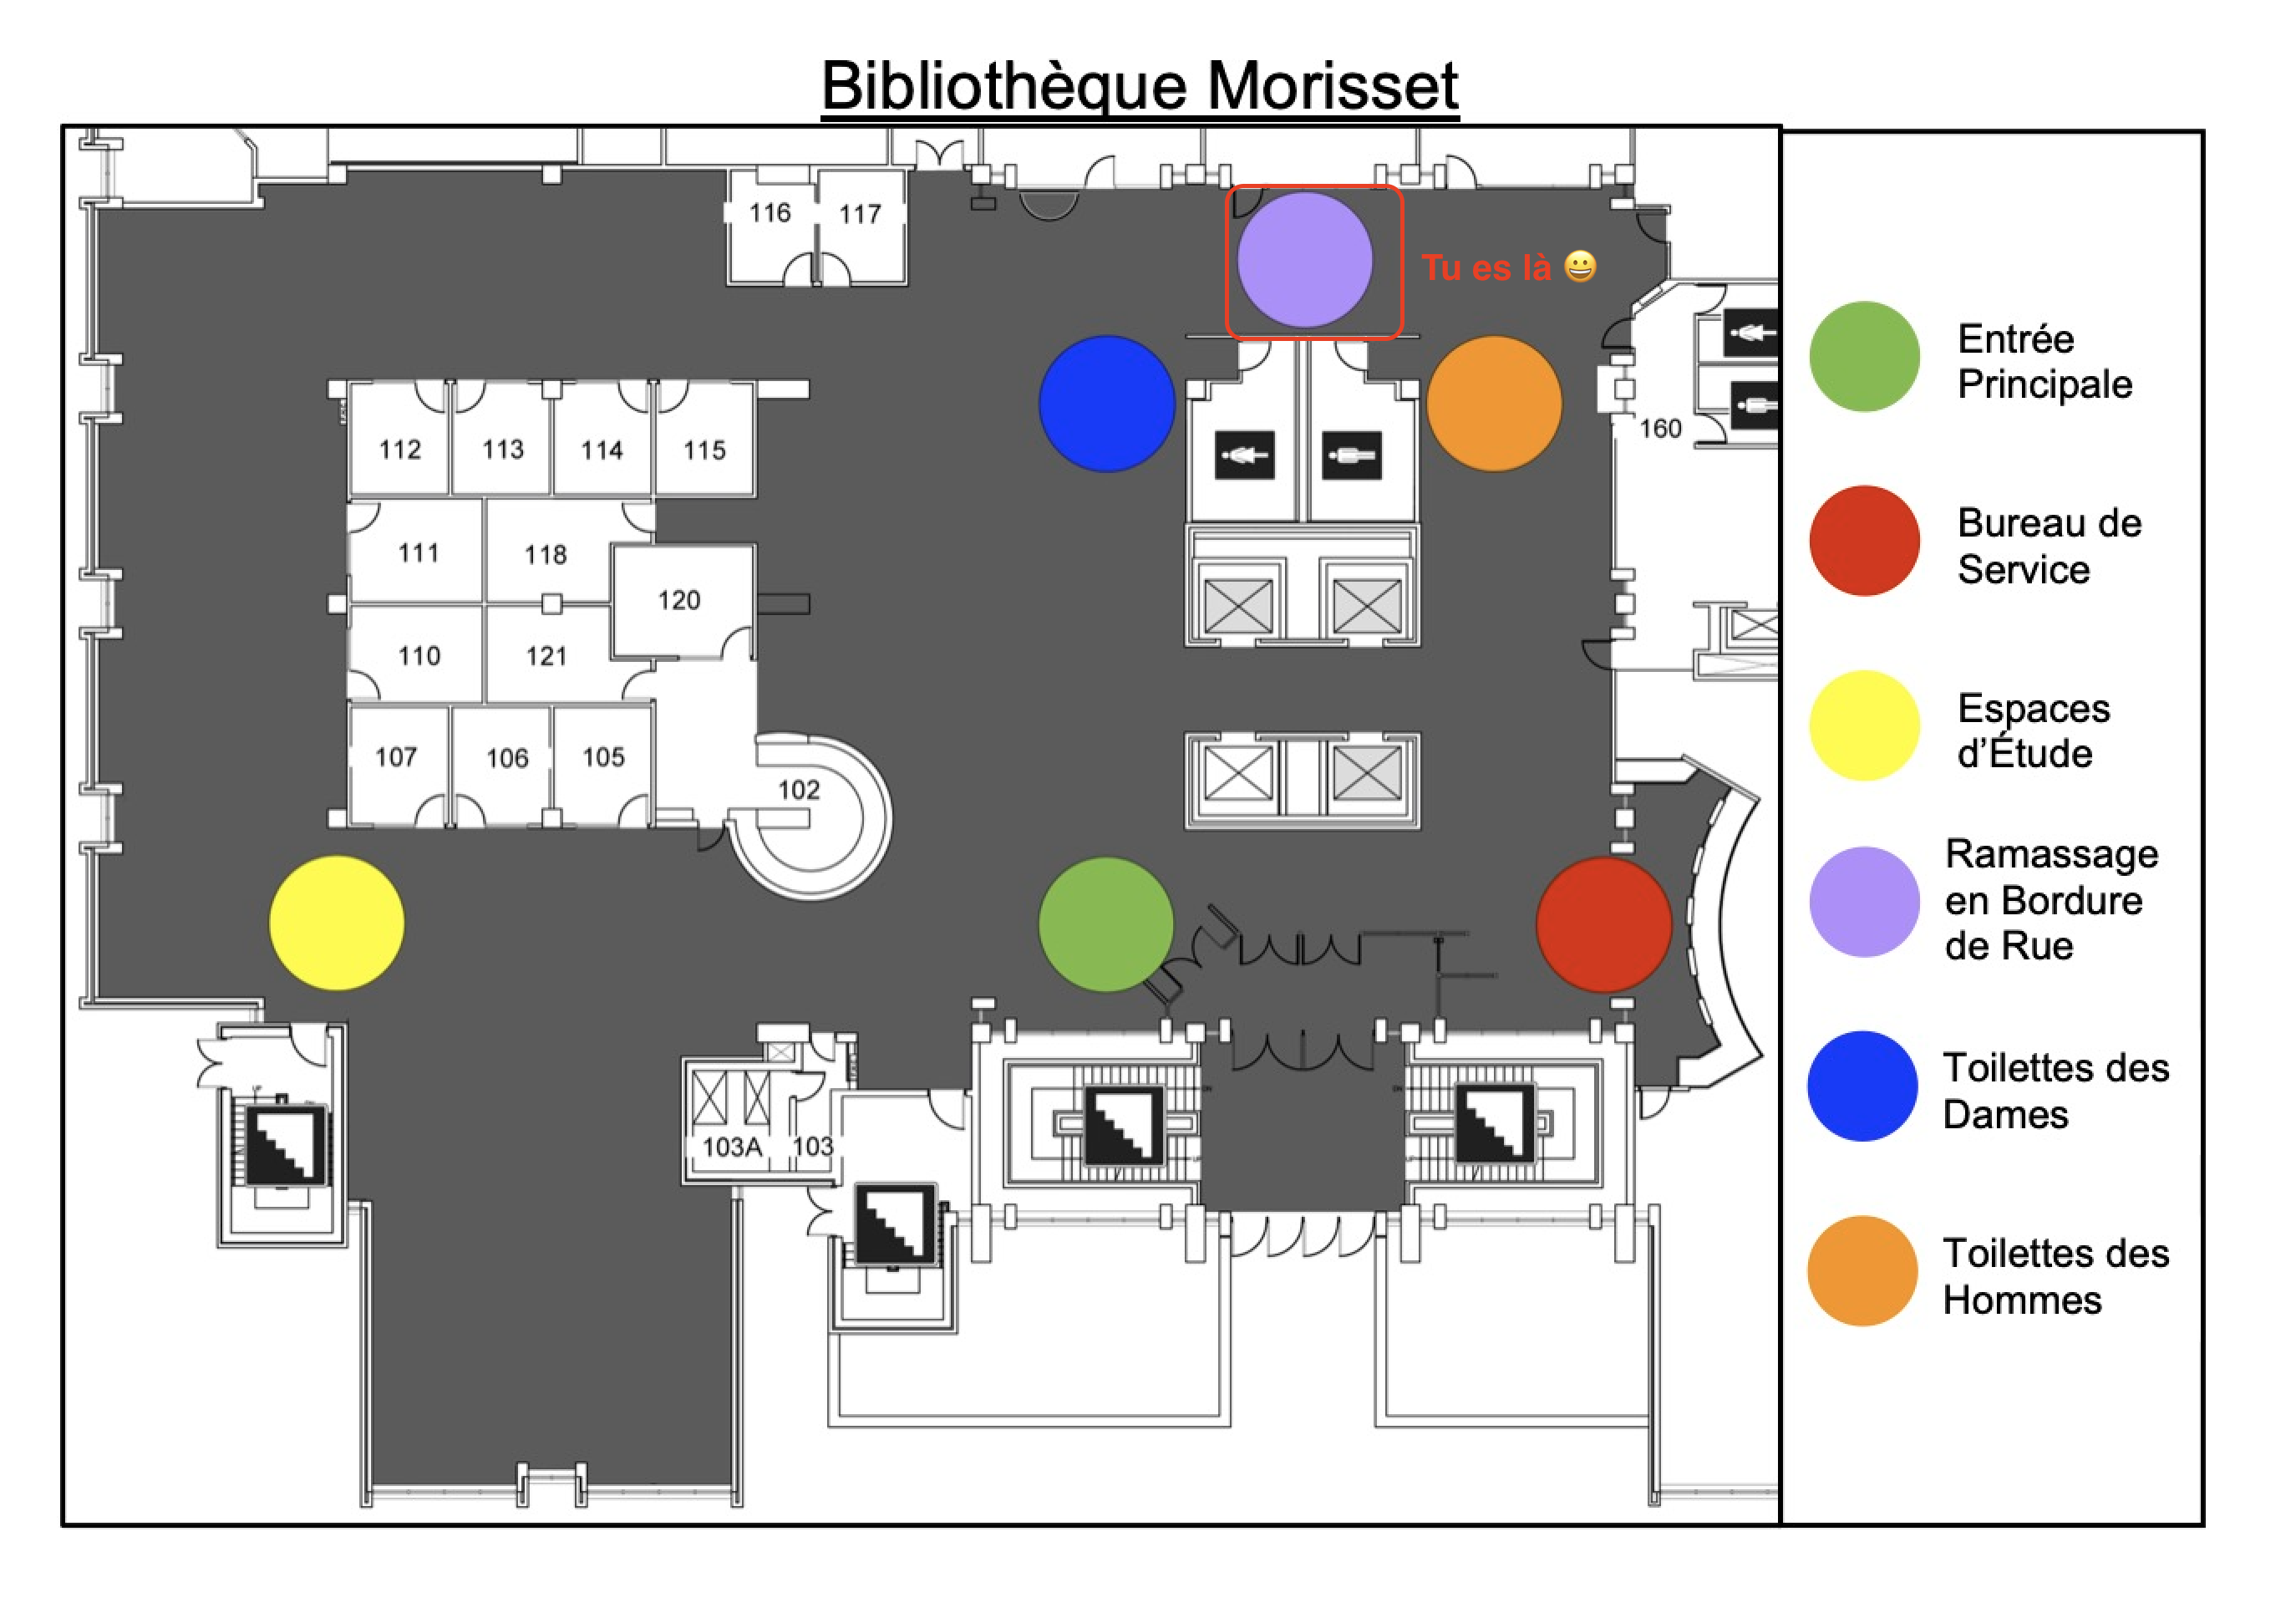 Bibliothèque Morisset
116
117
Tu es là 😀
112
113
114
115
160
111
118
120
110
121
107
106
105
102
103A
103
Entrée
Principale
Bureau de
Service
Espaces
d'Étude
Ramassage
en Bordure
de Rue
Toilettes des
Dames
Toilettes des
Hommes